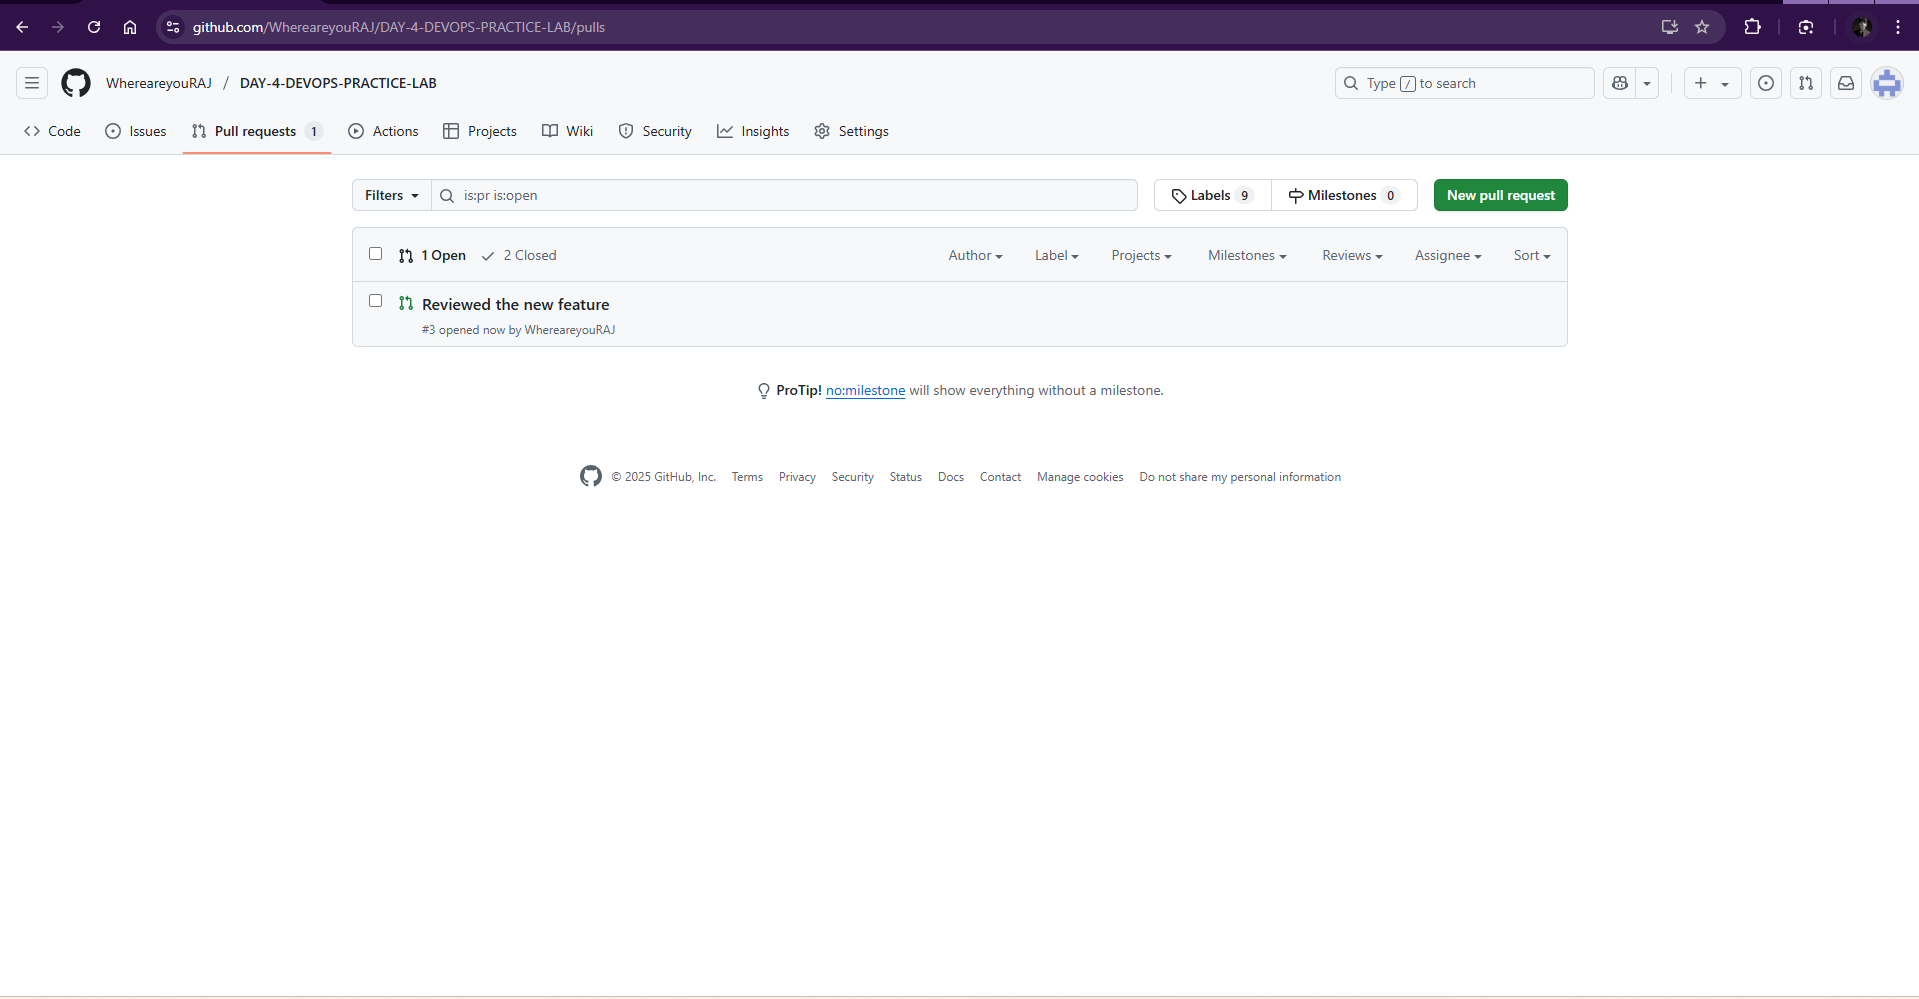 github.com/WhereareyouRAJ/DAY-4-DEVOPS-PRACTICE-LAB/pulls
WhereareyouRAJ / DAY-4-DEVOPS-PRACTICE-LAB
Type / to search
Code Issues Pull requests 1 Actions Projects Wiki Security Insights Settings
Filters is:pr is:open Labels 9 Milestones 0 New pull request
1 Open 2 Closed Author Label Projects Milestones Reviews Assignee Sort
Reviewed the new feature
#3 opened now by WhereareyouRAJ
ProTip! no:milestone will show everything without a milestone.
© 2025 GitHub, Inc. Terms Privacy Security Status Docs Contact Manage cookies Do not share my personal information